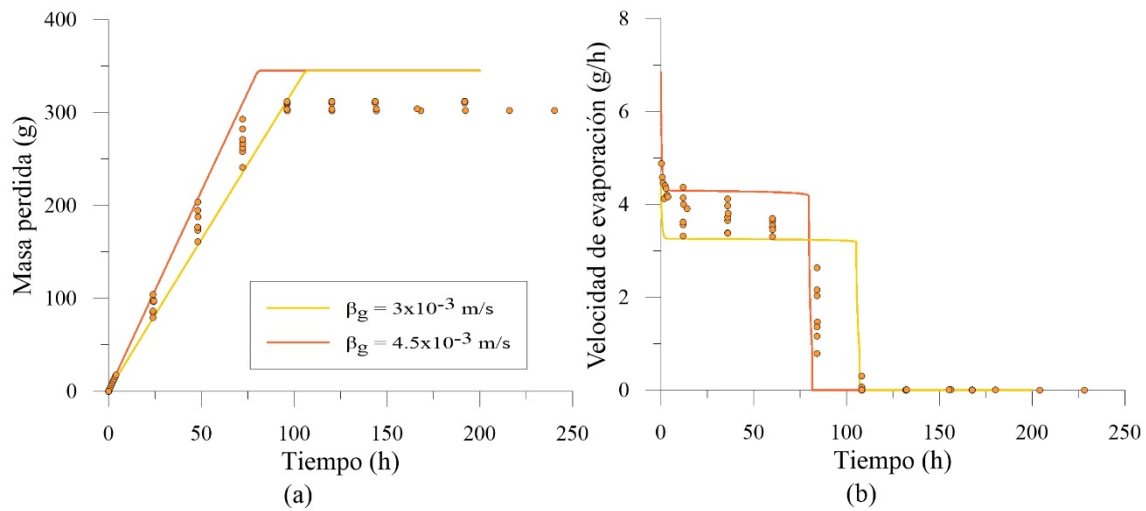 400
300
200
100
0
Masa perdida (g)
βg = 3x10-3 m/s
βg = 4.5x10-3 m/s
0 50 100 150 200 250
Tiempo (h)
(a)
8
6
4
2
0
Velocidad de evaporación (g/h)
0 50 100 150 200 250
Tiempo (h)
(b)